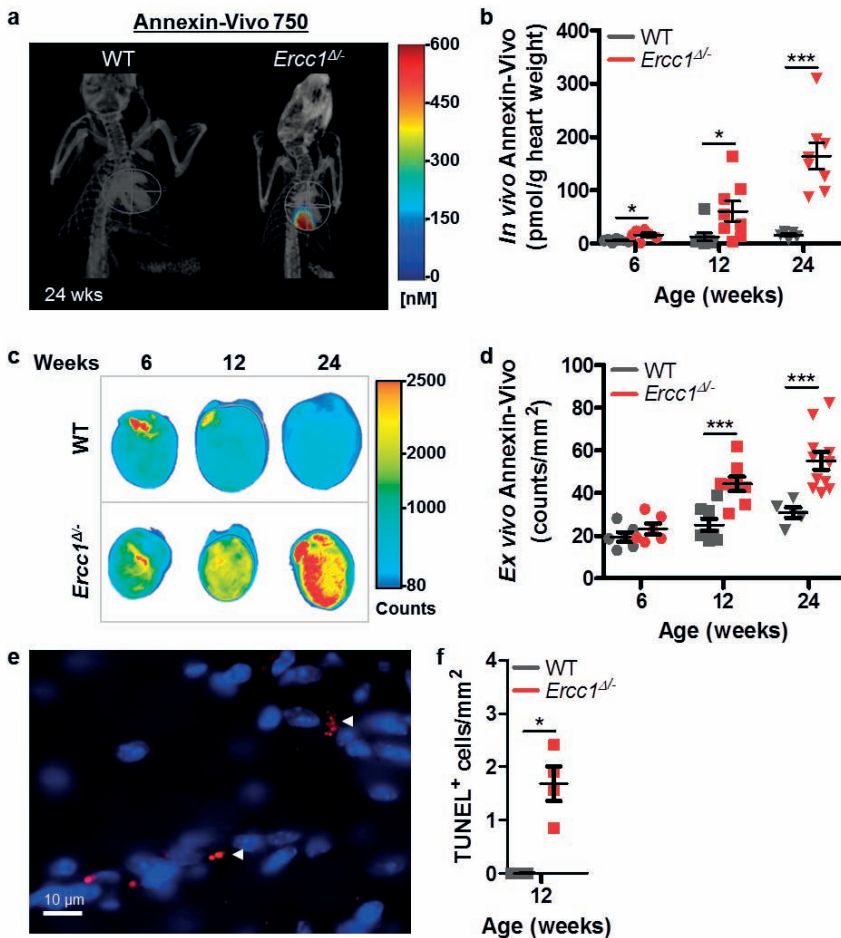 a
Annexin-Vivo 750
WT
Ercc1Δ/-
600
450
300
150
0
[nM]
24 wks
b
WT
Ercc1Δ/-
In vivo Annexin-Vivo
(pmol/g heart weight)
400
300
200
100
0
*
*
***
6 12 24
Age (weeks)
c
Weeks 6 12 24
WT
Ercc1Δ/-
2500
2000
1000
80
Counts
d
WT
Ercc1Δ/-
Ex vivo Annexin-Vivo
(counts/mm²)
100
80
60
40
20
0
***
***
6 12 24
Age (weeks)
e
10 µm
f
WT
Ercc1Δ/-
TUNEL⁺ cells/mm²
4
3
2
1
0
*
12
Age (weeks)